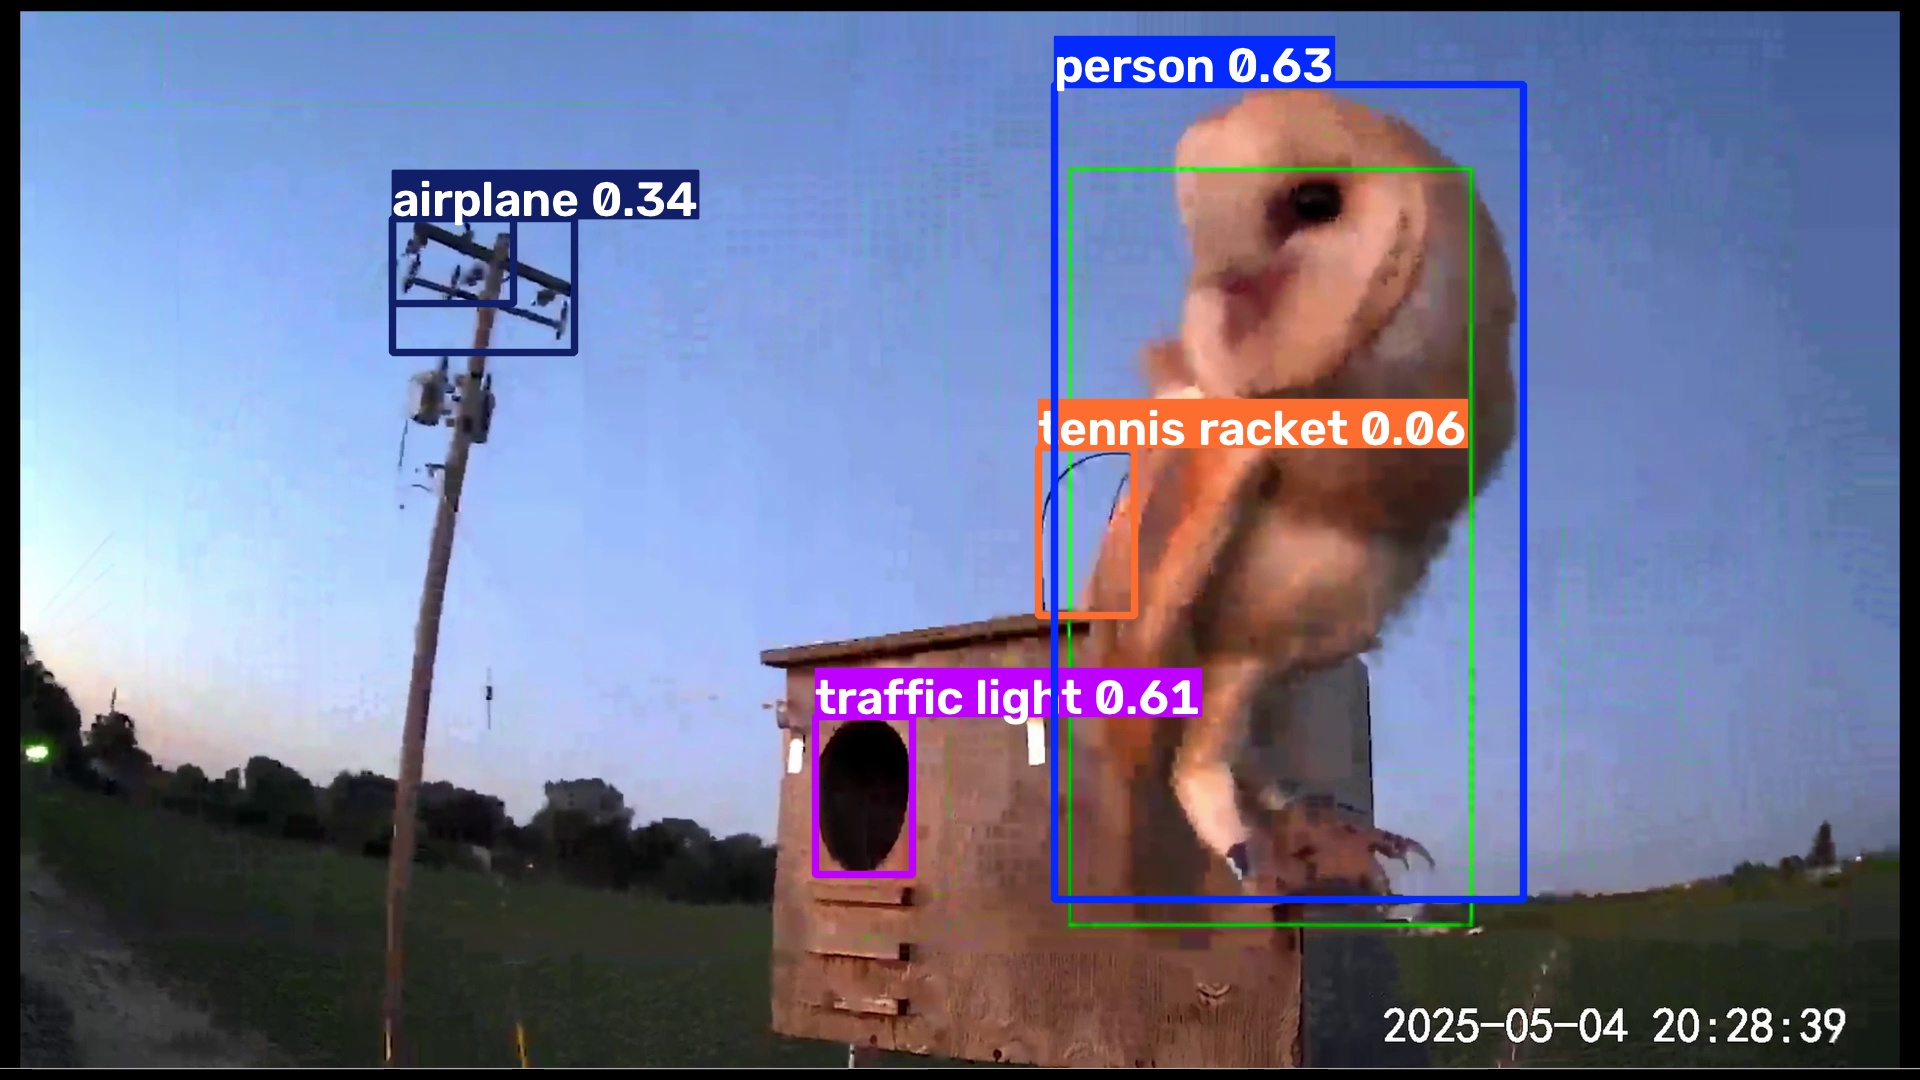 person 0.63
airplane 0.34
tennis racket 0.06
traffic light 0.61
2025-05-04 20:28:39